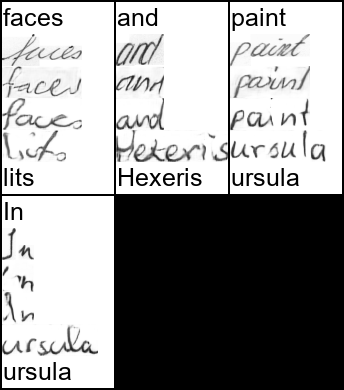 faces and paint
faces and paint
faces and paint
faces and paint
lits Hexeris ursula
lits Hexeris ursula
In
In
In
In
ursula
ursula